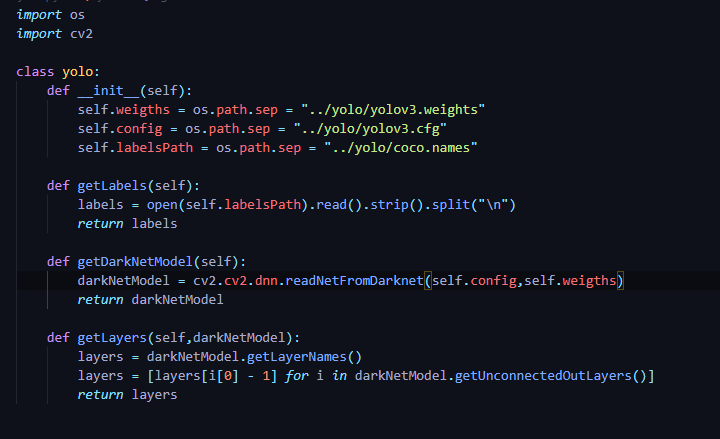 import os
import cv2
class yolo:
def __init__(self):
self.weigths = os.path.sep = "../yolo/yolov3.weights"
self.config = os.path.sep = "../yolo/yolov3.cfg"
self.labelsPath = os.path.sep = "../yolo/coco.names"
def getLabels(self):
labels = open(self.labelsPath).read().strip().split("\n")
return labels
def getDarkNetModel(self):
darkNetModel = cv2.cv2.dnn.readNetFromDarknet(self.config,self.weigths)
return darkNetModel
def getLayers(self,darkNetModel):
layers = darkNetModel.getLayerNames()
layers = [layers[i[0] - 1] for i in darkNetModel.getUnconnectedOutLayers()]
return layers